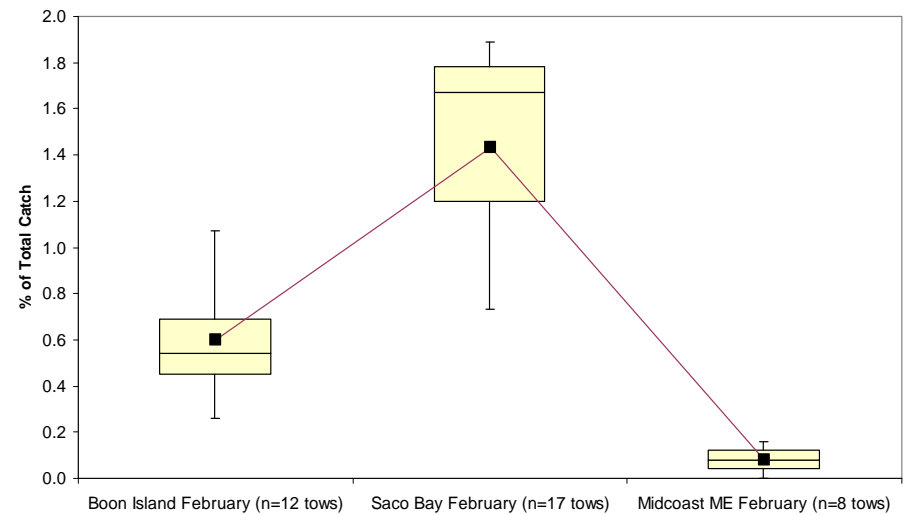 % of Total Catch
2.0
1.8
1.6
1.4
1.2
1.0
0.8
0.6
0.4
0.2
0.0
Boon Island February (n=12 tows)
Saco Bay February (n=17 tows)
Midcoast ME February (n=8 tows)